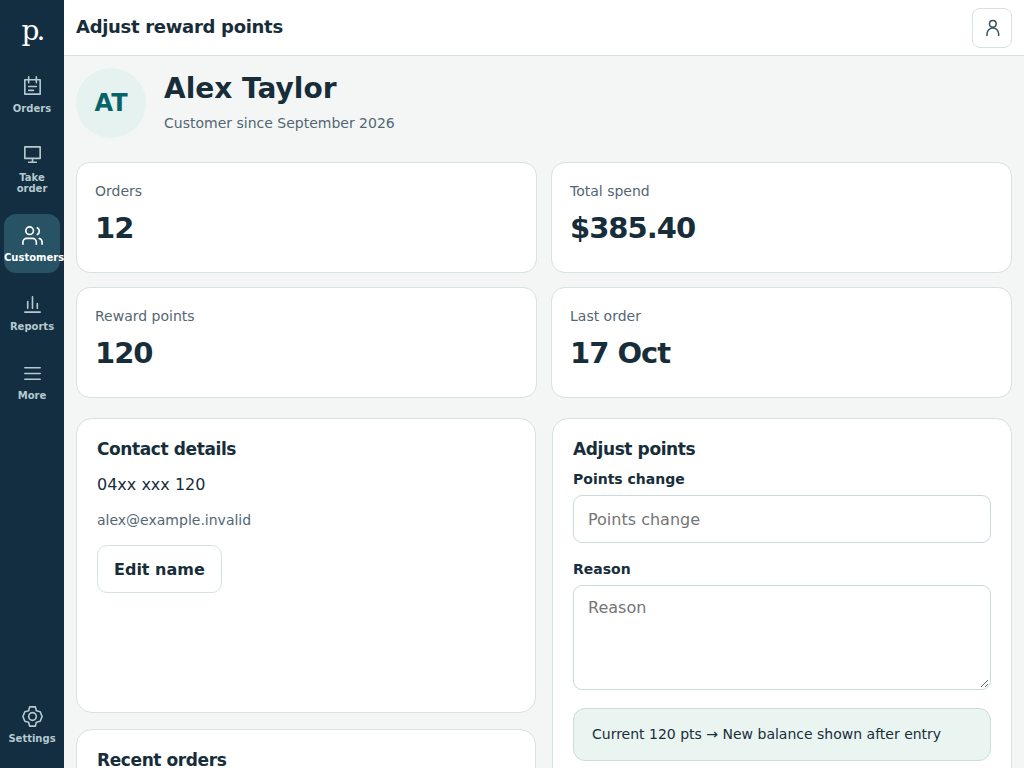 p.
Orders
Take
order
Customers
Reports
More
Settings
Adjust reward points
AT
Alex Taylor
Customer since September 2026
Orders
12
Total spend
$385.40
Reward points
120
Last order
17 Oct
Contact details
04xx xxx 120
alex@example.invalid
Edit name
Recent orders
Adjust points
Points change
Points change
Reason
Reason
Current 120 pts → New balance shown after entry